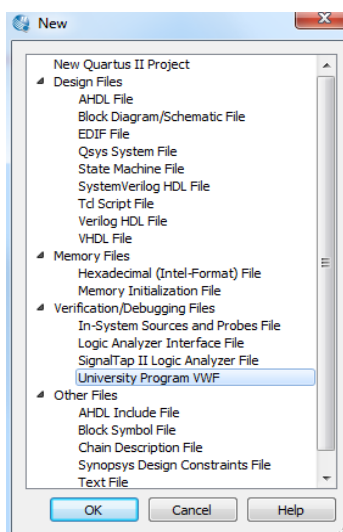 New
New Quartus II Project
Design Files
AHDL File
Block Diagram/Schematic File
EDIF File
Qsys System File
State Machine File
SystemVerilog HDL File
Tcl Script File
Verilog HDL File
VHDL File
Memory Files
Hexadecimal (Intel-Format) File
Memory Initialization File
Verification/Debugging Files
In-System Sources and Probes File
Logic Analyzer Interface File
SignalTap II Logic Analyzer File
University Program VWF
Other Files
AHDL Include File
Block Symbol File
Chain Description File
Synopsys Design Constraints File
Text File
OK Cancel Help